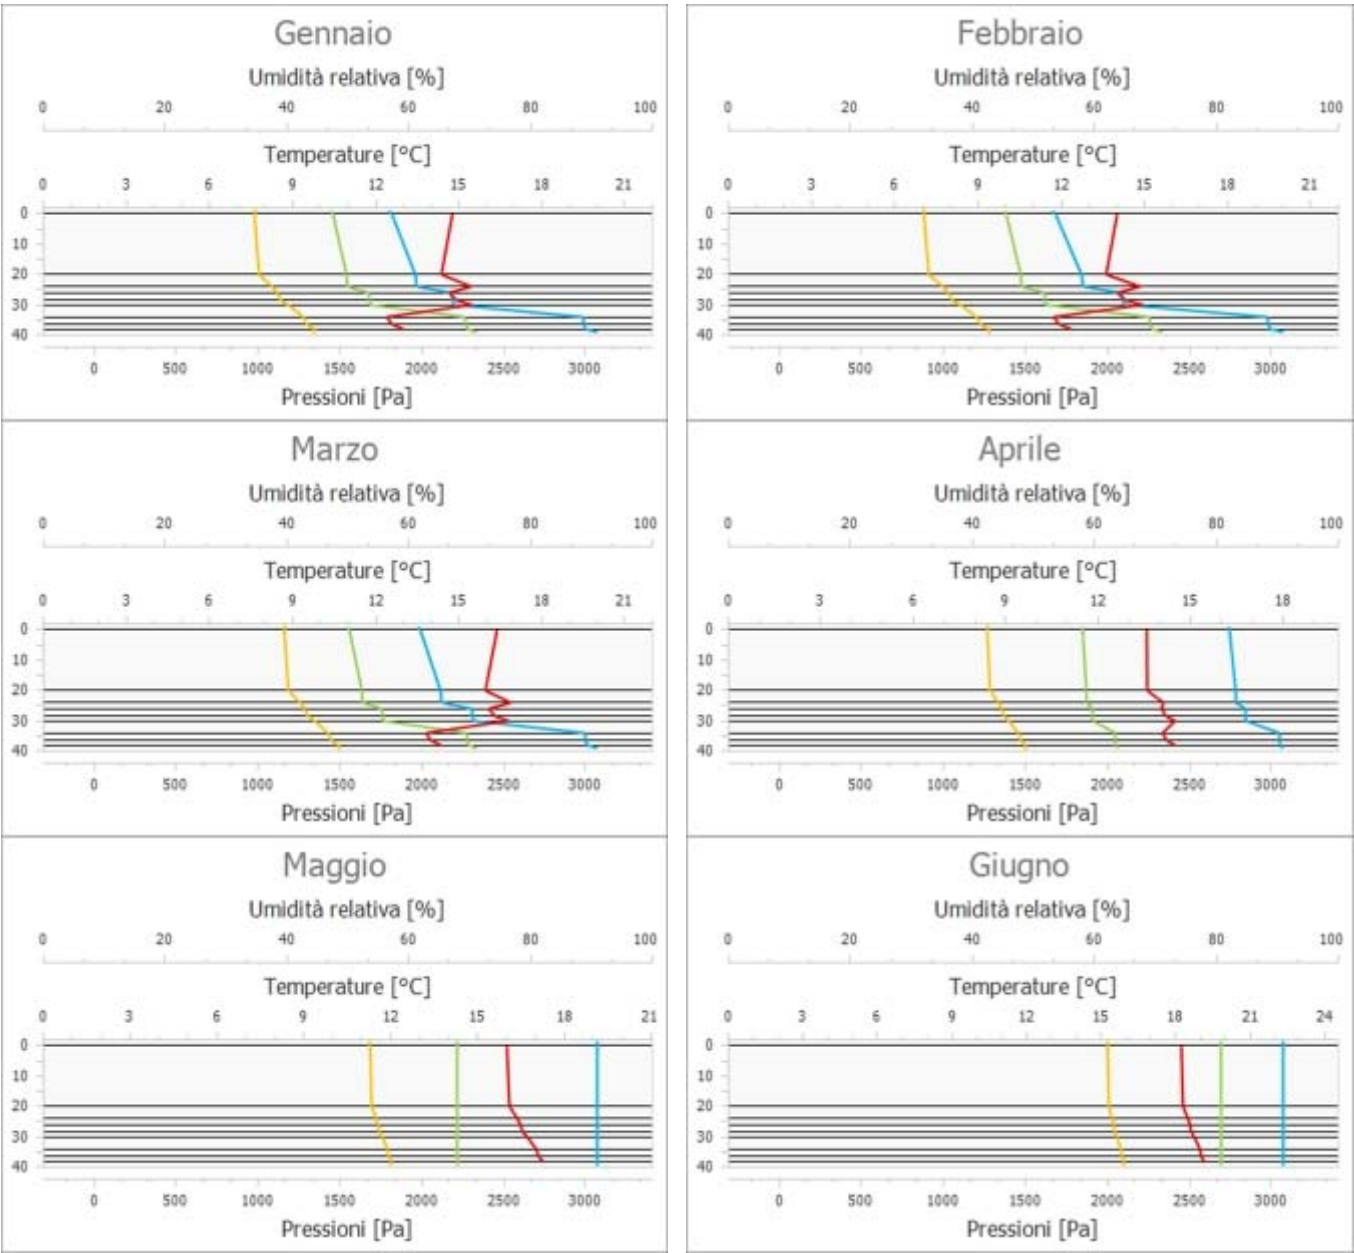 Gennaio
Umidità relativa [%]
0 20 40 60 80 100
Temperature [°C]
0 3 6 9 12 15 18 21
0
10
20
30
40
0 500 1000 1500 2000 2500 3000
Pressioni [Pa]
Febbraio
Umidità relativa [%]
0 20 40 60 80 100
Temperature [°C]
0 3 6 9 12 15 18 21
0
10
20
30
40
0 500 1000 1500 2000 2500 3000
Pressioni [Pa]
Marzo
Umidità relativa [%]
0 20 40 60 80 100
Temperature [°C]
0 3 6 9 12 15 18 21
0
10
20
30
40
0 500 1000 1500 2000 2500 3000
Pressioni [Pa]
Aprile
Umidità relativa [%]
0 20 40 60 80 100
Temperature [°C]
0 3 6 9 12 15 18
0
10
20
30
40
0 500 1000 1500 2000 2500 3000
Pressioni [Pa]
Maggio
Umidità relativa [%]
0 20 40 60 80 100
Temperature [°C]
0 3 6 9 12 15 18 21
0
10
20
30
40
0 500 1000 1500 2000 2500 3000
Pressioni [Pa]
Giugno
Umidità relativa [%]
0 20 40 60 80 100
Temperature [°C]
0 3 6 9 12 15 18 21 24
0
10
20
30
40
0 500 1000 1500 2000 2500 3000
Pressioni [Pa]